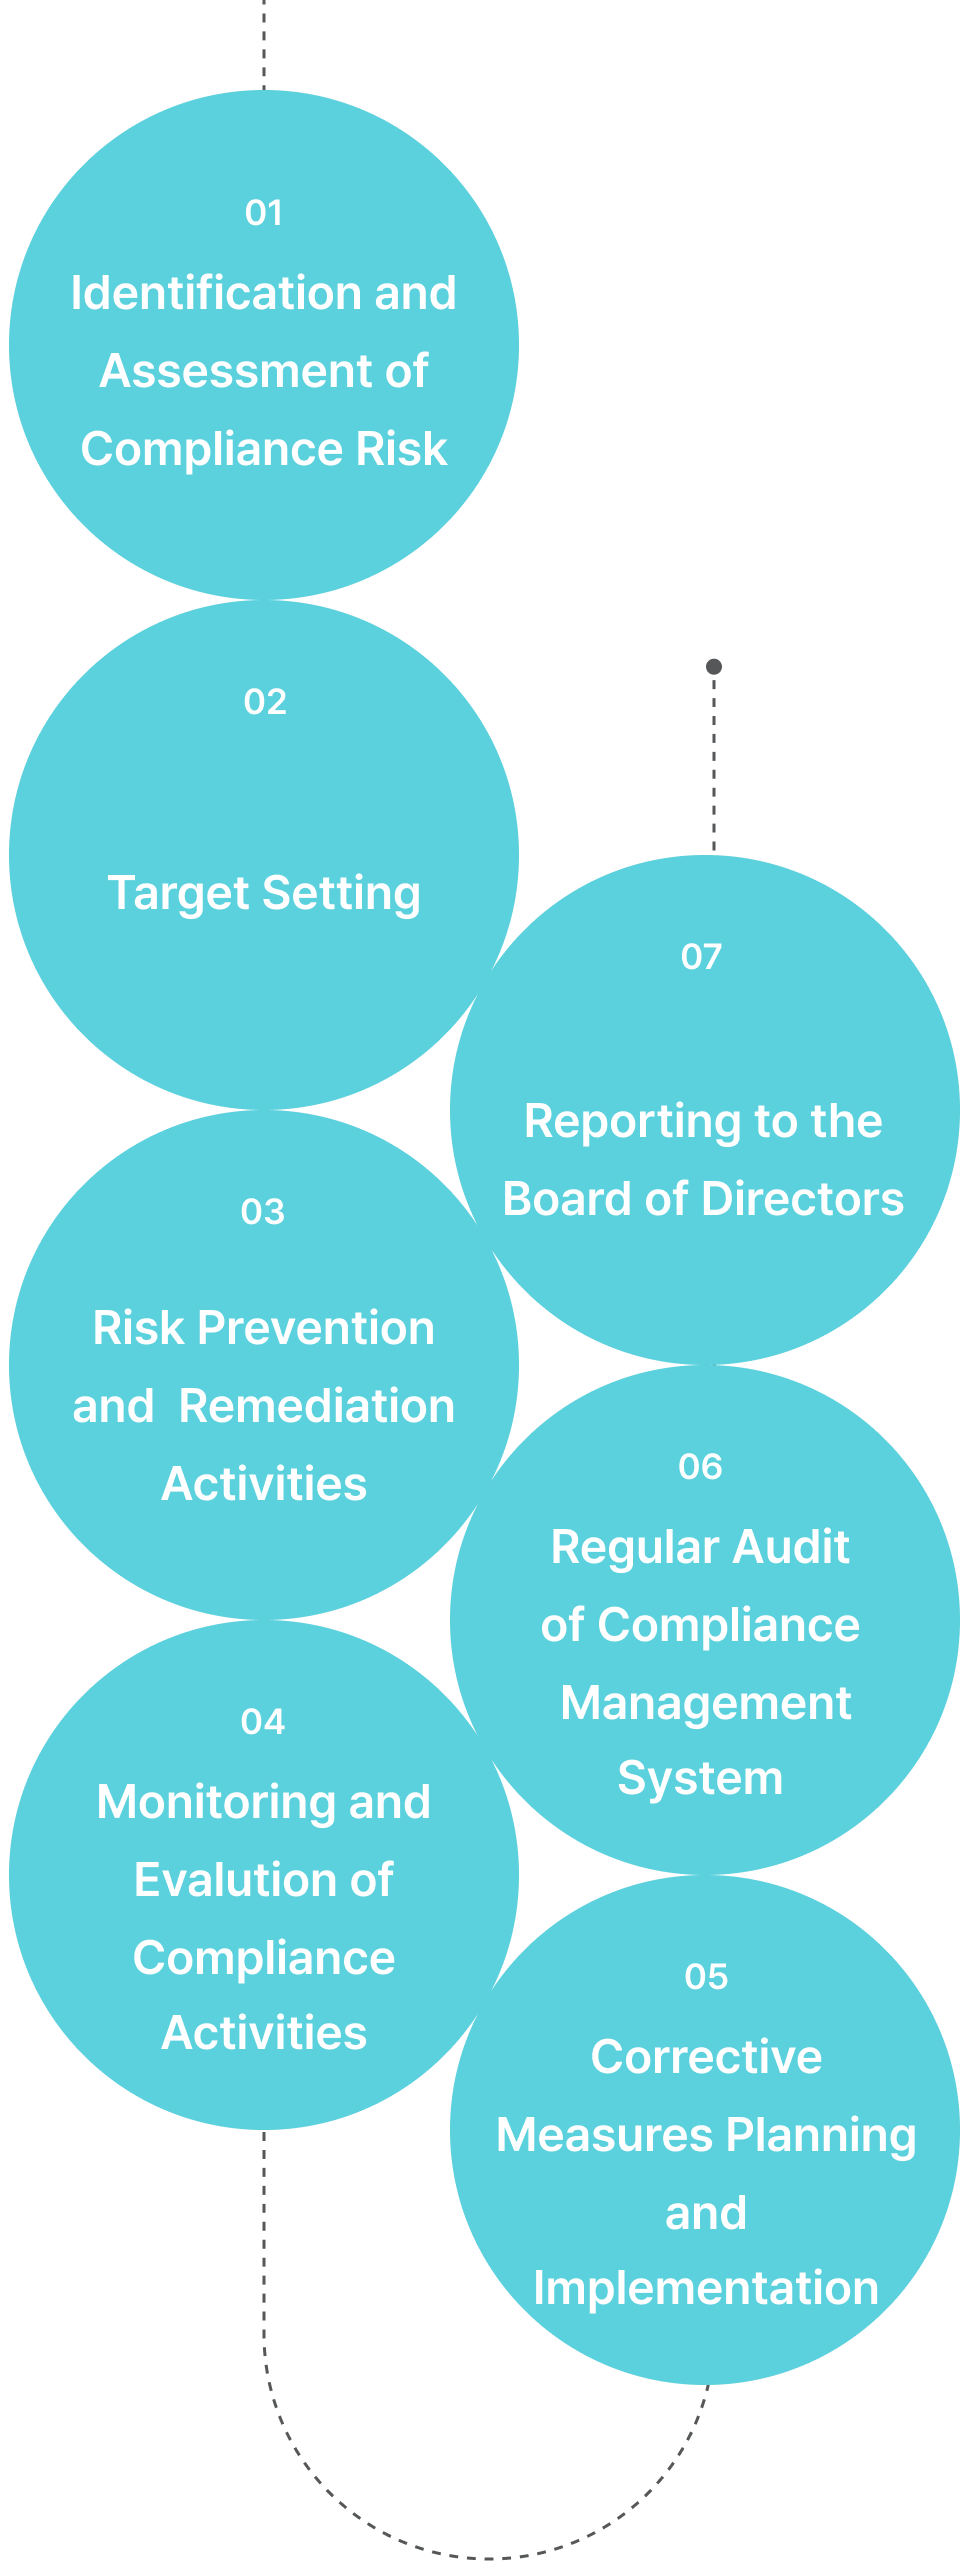 01
Identification and
Assessment of
Compliance Risk
02
Target Setting
03
Risk Prevention
and  Remediation
Activities
04
Monitoring and
Evalution of
Compliance
Activities
05
Corrective
Measures Planning
and
Implementation
06
Regular Audit
of Compliance
Management
System
07
Reporting to the
Board of Directors